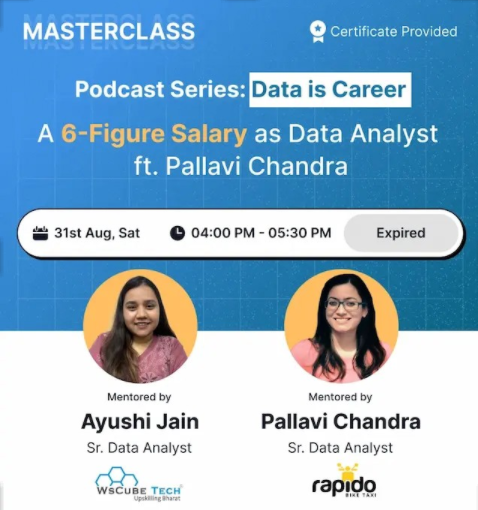 MASTERCLASS
Certificate Provided
Podcast Series: Data is Career
A 6-Figure Salary as Data Analyst
ft. Pallavi Chandra
31st Aug, Sat
04:00 PM - 05:30 PM
Expired
Mentored by
Ayushi Jain
Sr. Data Analyst
WsCube Tech
Upskilling Bharat
Mentored by
Pallavi Chandra
Sr. Data Analyst
rapido
BIKE TAXI